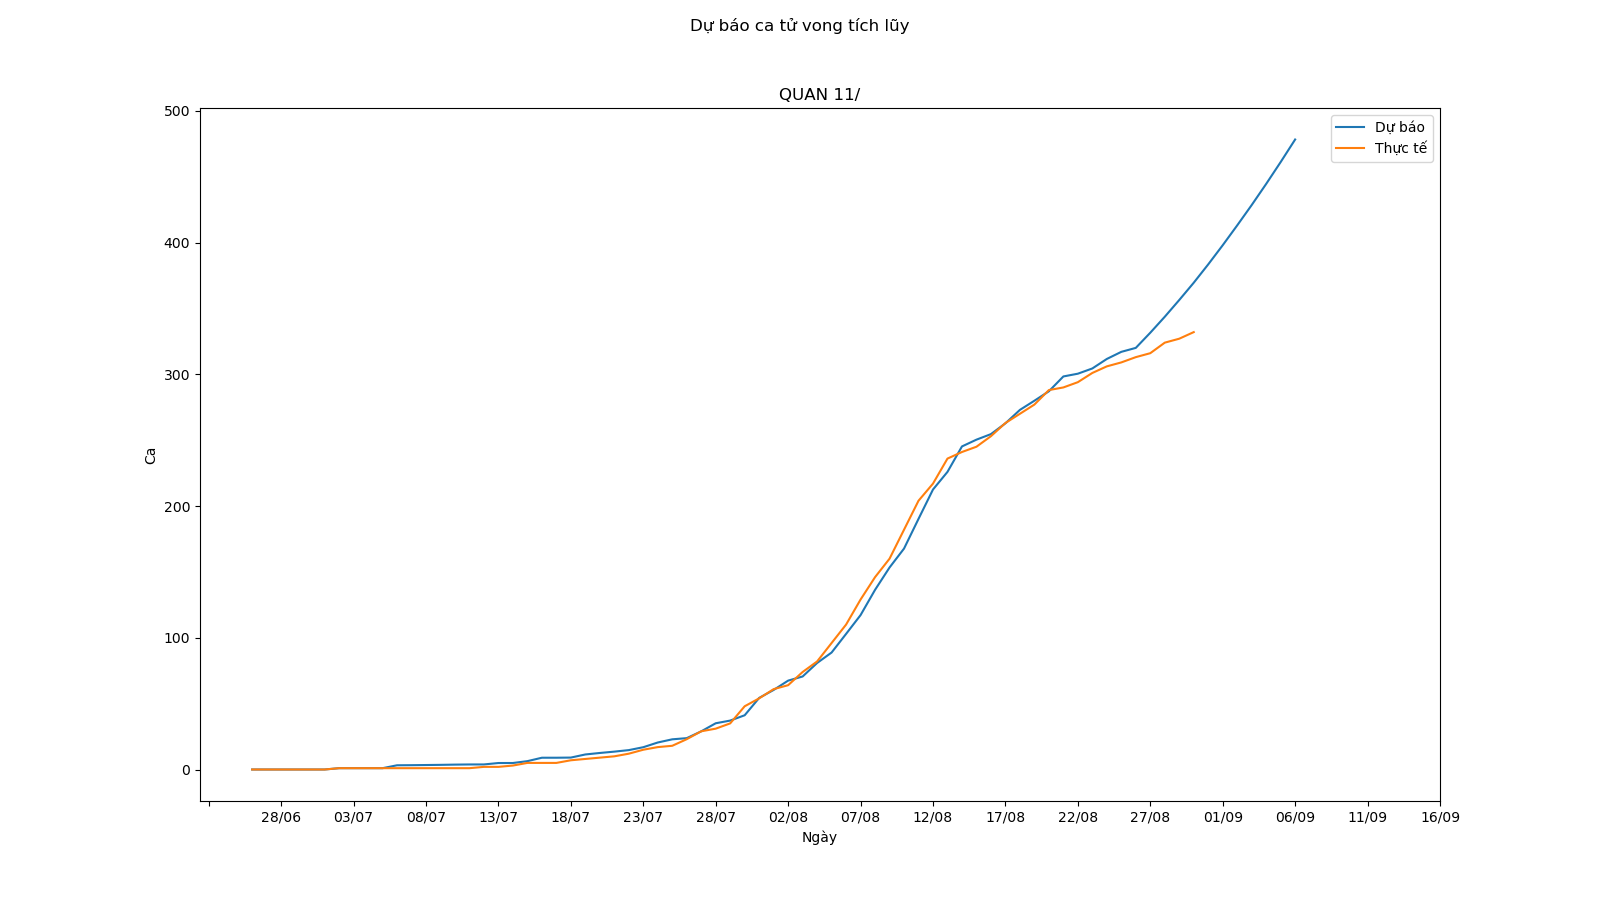 Dự báo ca tử vong tích lũy
QUAN 11/
Dự báo
Thực tế
500
400
300
200
100
0
Ca
28/06 03/07 08/07 13/07 18/07 23/07 28/07 02/08 07/08 12/08 17/08 22/08 27/08 01/09 06/09 11/09 16/09
Ngày